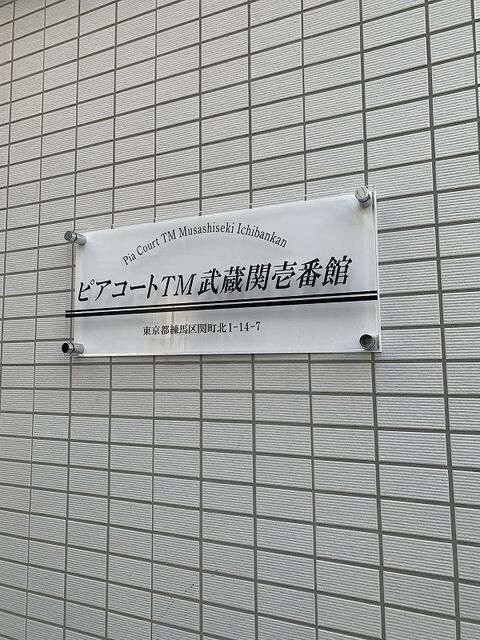 Pia Court TM Musashiseki Ichibankan
ピアコートTM武蔵関壱番館
東京都練馬区関町北1-14-7